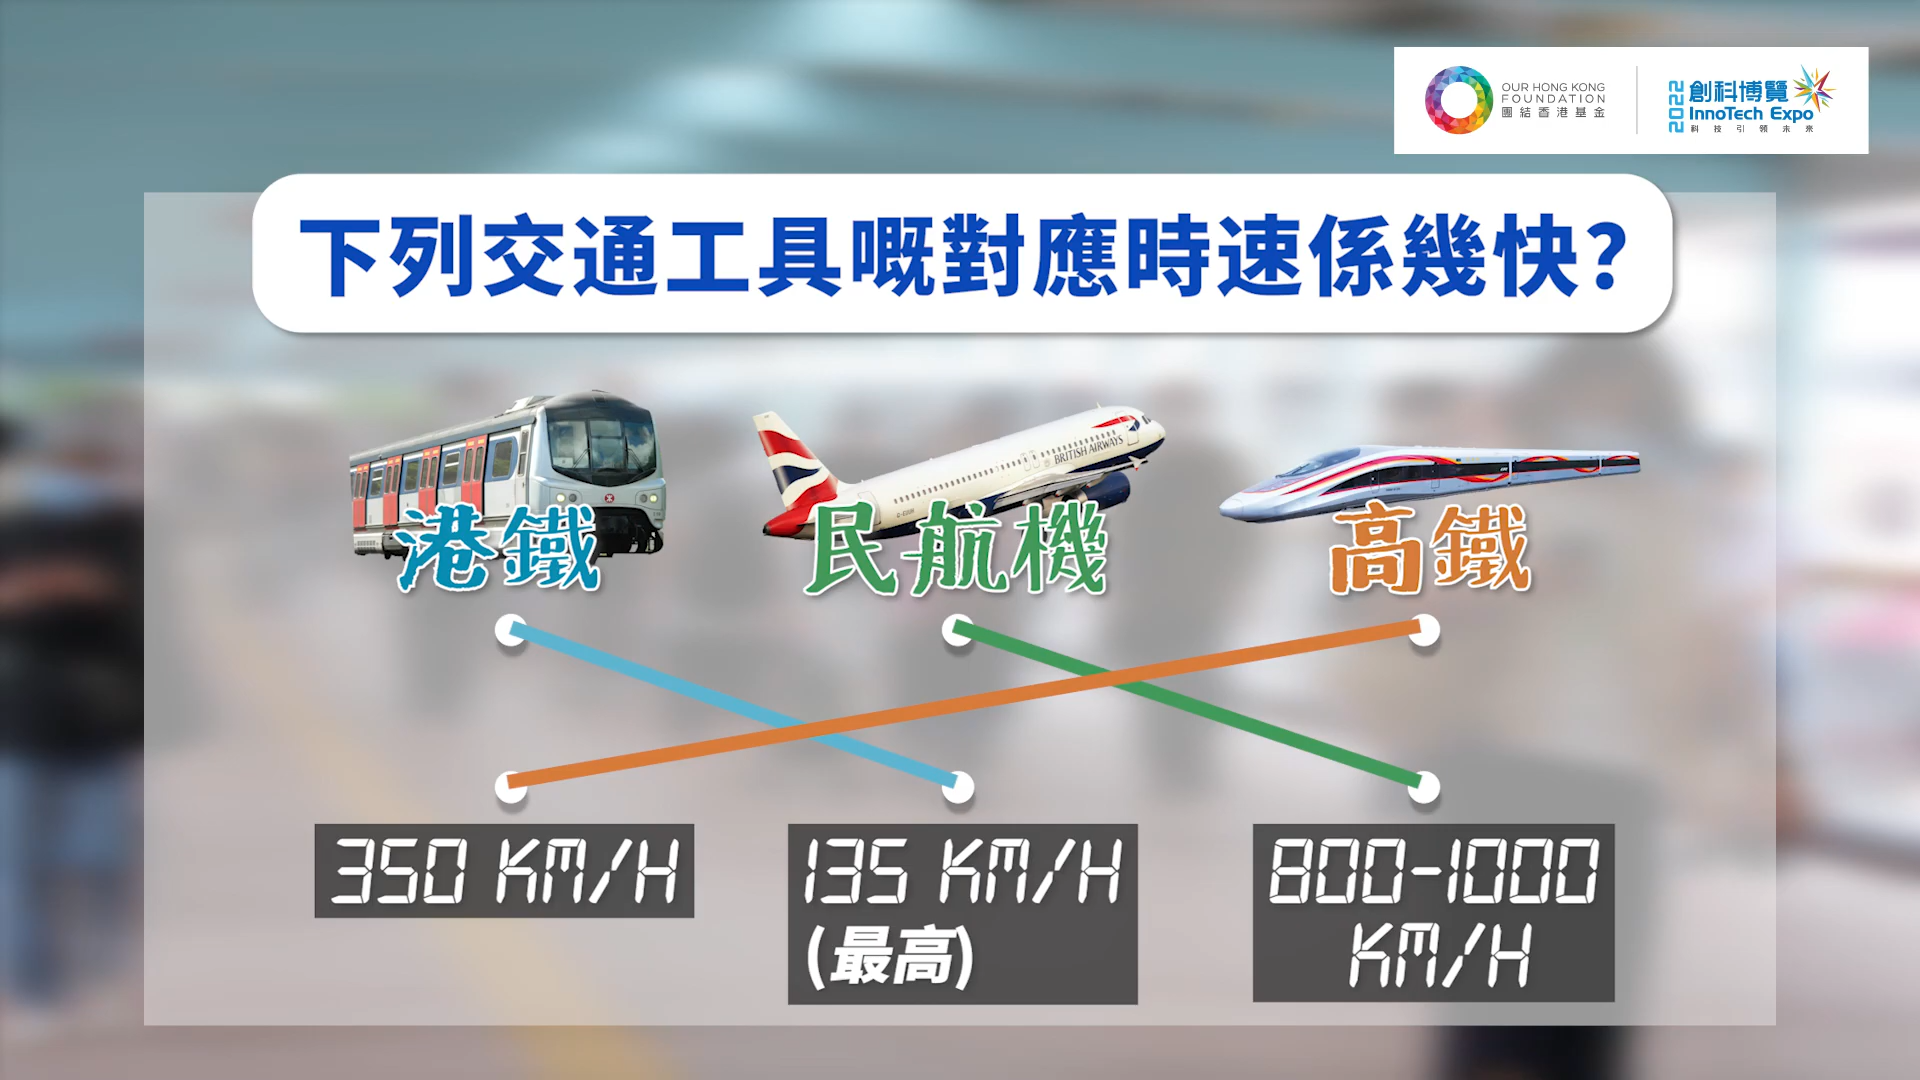 OUR HONG KONG
FOUNDATION
團結香港基金
2022
創科博覽
InnoTech Expo
科技引領未來
下列交通工具嘅對應時速係幾快？
BRITISH AIRWAYS
港鐵
民航機
高鐵
350 KM/H
135 KM/H
(最高)
800-1000
KM/H